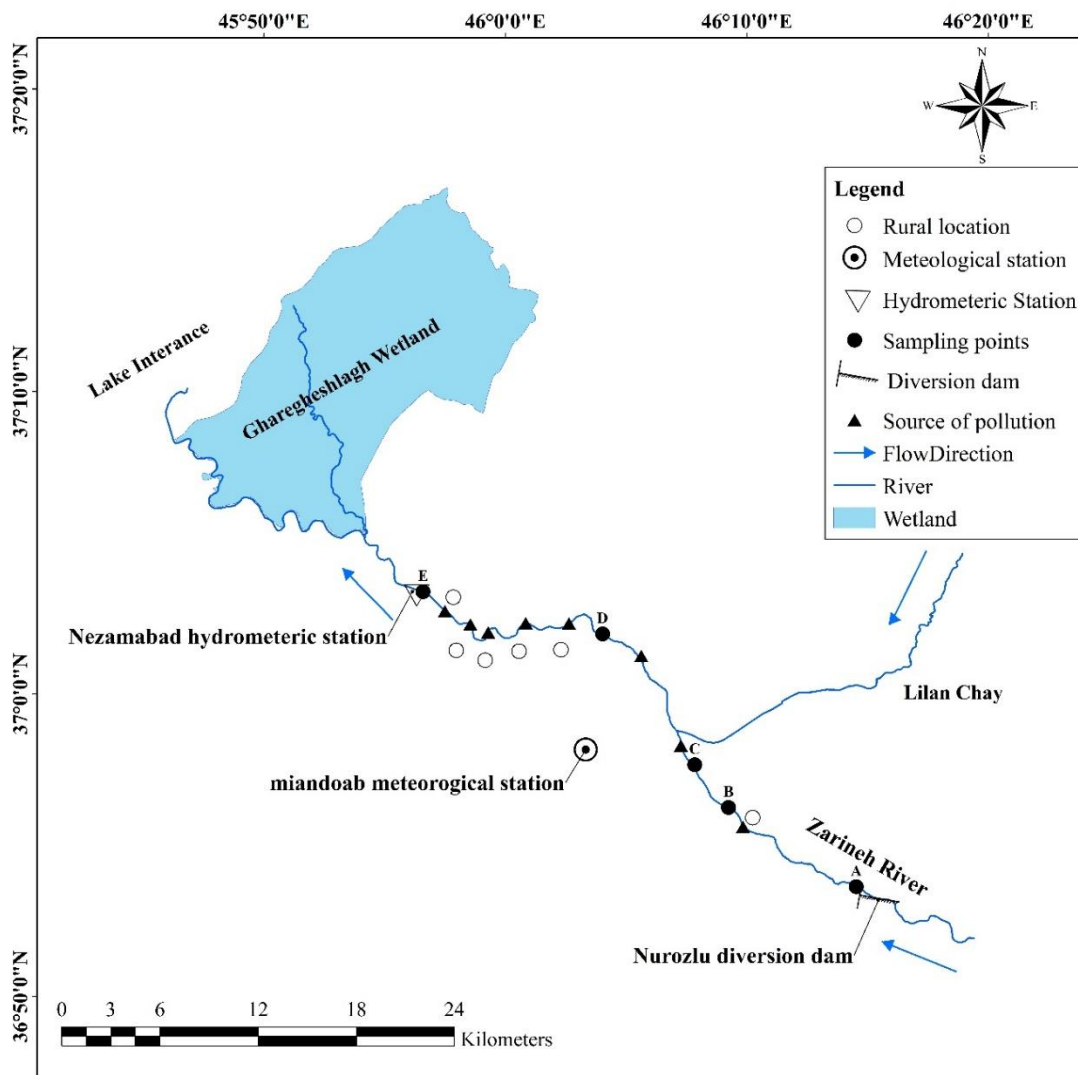 45°50'0"E
46°0'0"E
46°10'0"E
46°20'0"E
37°20'0"N
37°10'0"N
37°0'0"N
36°50'0"N
N
W
E
S
Legend
Rural location
Meteological station
Hydrometeric Station
Sampling points
Diversion dam
Source of pollution
FlowDirection
River
Wetland
Lake Interance
Gharegheshlagh Wetland
E
Nezamabad hydrometeric station
D
Lilan Chay
C
miandoab meteorogical station
B
Zarineh River
A
Nurozlu diversion dam
0 3 6 12 18 24
Kilometers